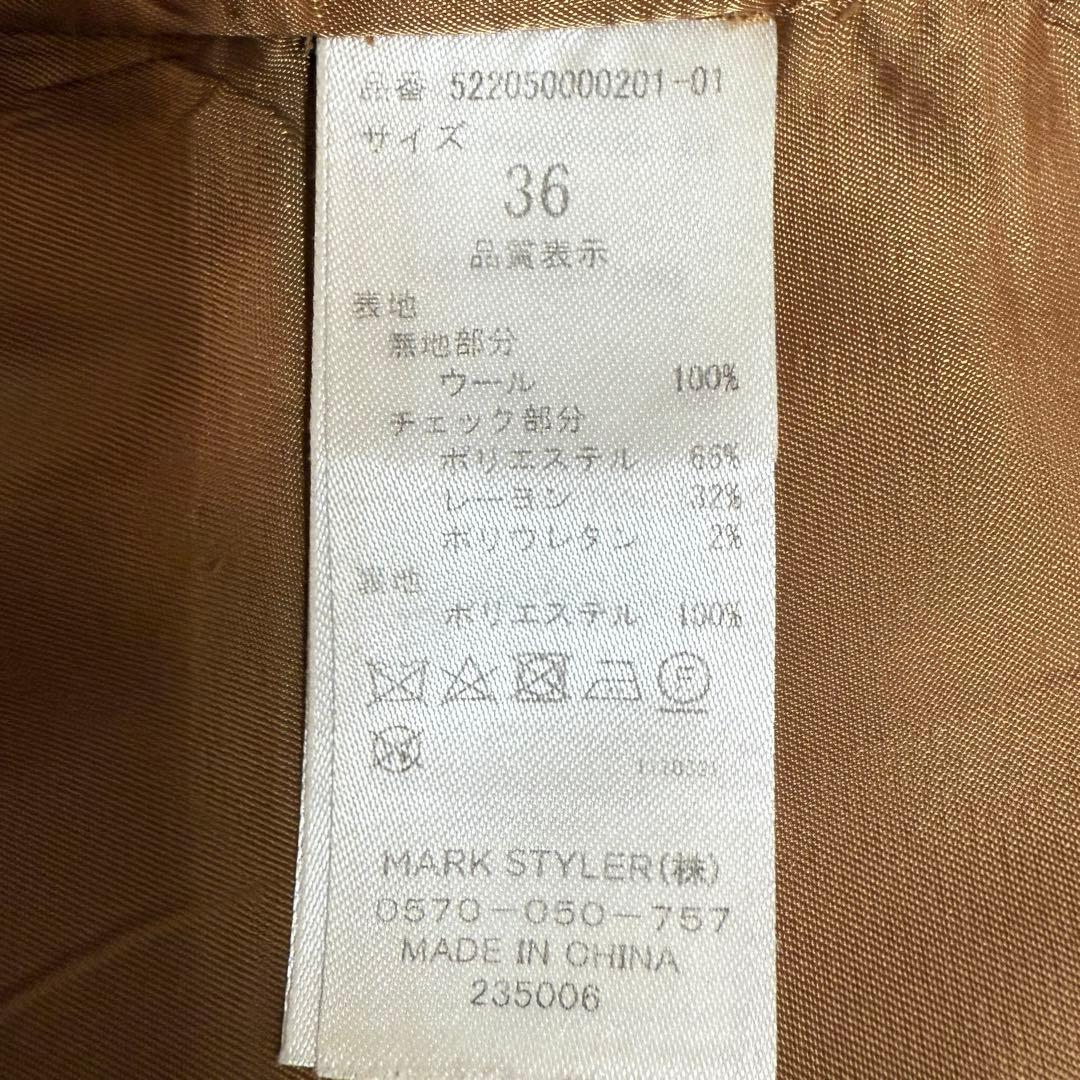 品番 522050000201-01
サイズ
36
品質表示
表地
無地部分
ウール 100%
チェック部分
ポリエステル 66%
レーヨン 32%
ポリウレタン 2%
裏地
ポリエステル 100%
MARK STYLER(株)
0570-050-757
MADE IN CHINA
235006